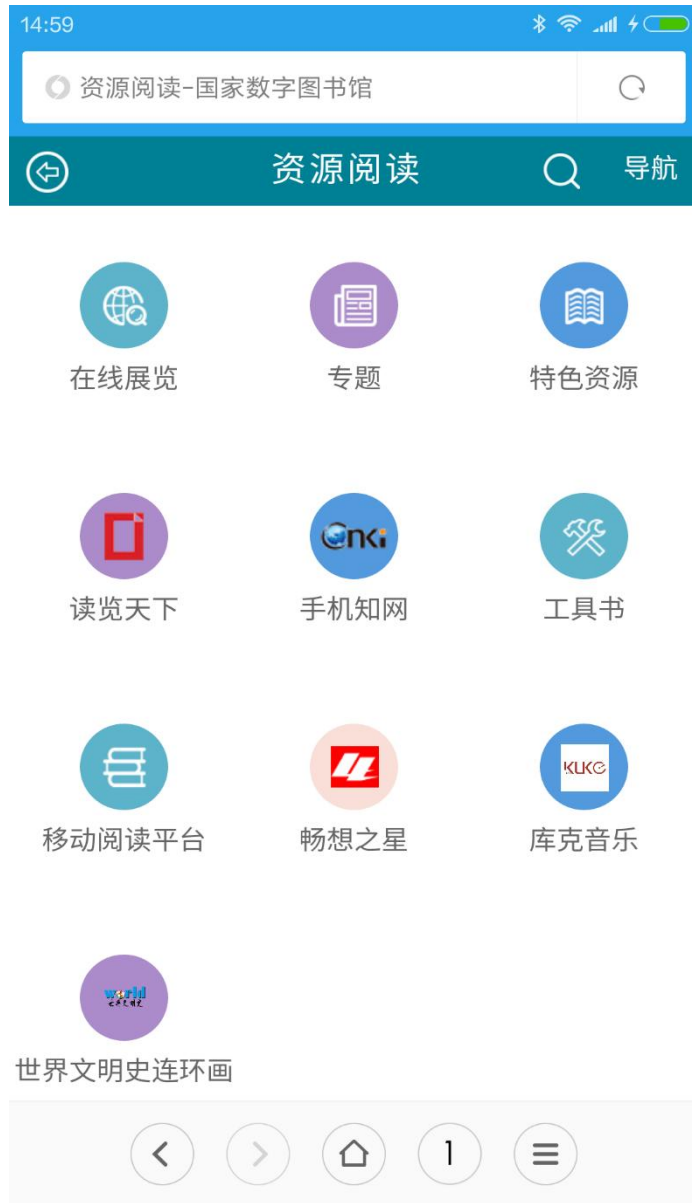 14:59
资源阅读-国家数字图书馆
资源阅读
导航
在线展览
专题
特色资源
读览天下
cnki
手机知网
工具书
移动阅读平台
畅想之星
KUKE
库克音乐
world
世界文明史连环画
1